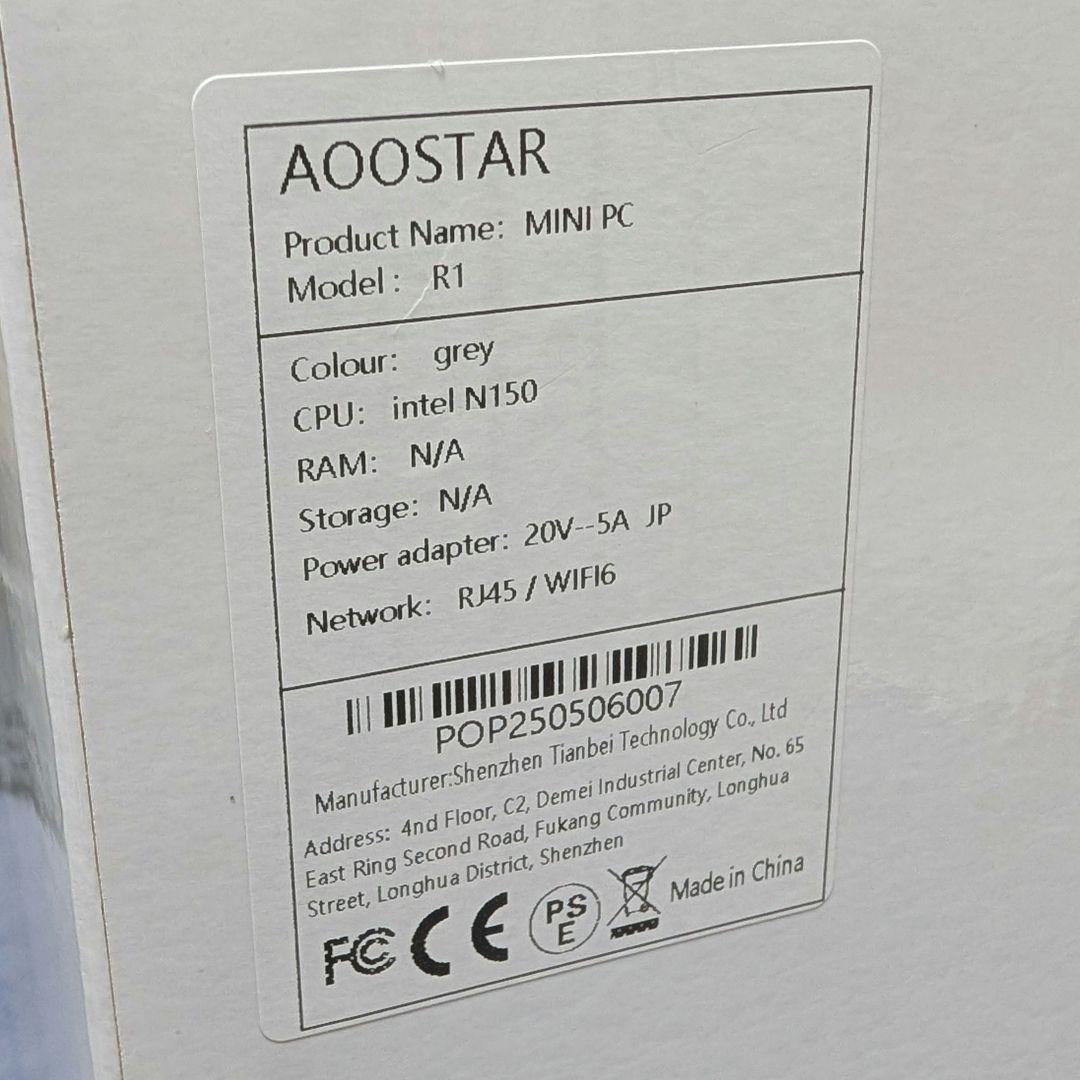 AOOSTAR
Product Name: MINI PC
Model : R1
Colour: grey
CPU: intel N150
RAM: N/A
Storage: N/A
Power adapter: 20V--5A JP
Network: RJ45 / WIFI6
POP250506007
Manufacturer:Shenzhen Tianbei Technology Co., Ltd
Address: 4nd Floor, C2, Demei Industrial Center, No. 65
East Ring Second Road, Fukang Community, Longhua
Street, Longhua District, Shenzhen
FC CE PSE Made in China